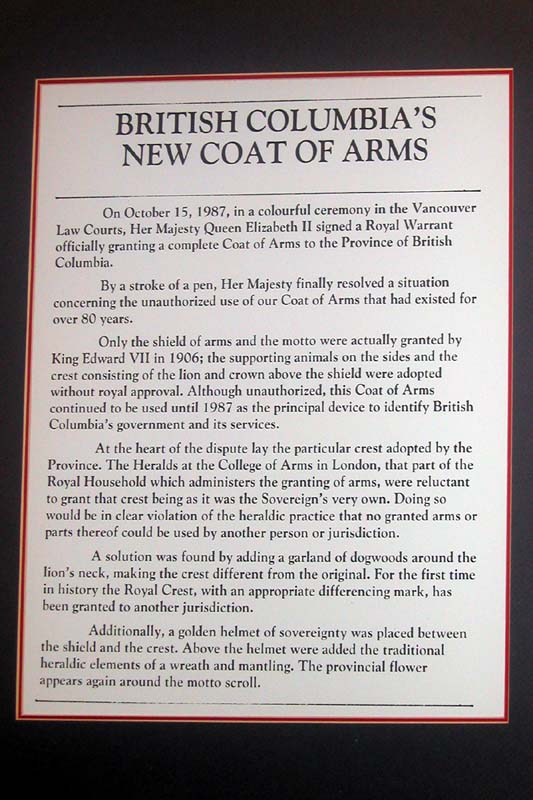 BRITISH COLUMBIA'S
NEW COAT OF ARMS
On October 15, 1987, in a colourful ceremony in the Vancouver
Law Courts, Her Majesty Queen Elizabeth II signed a Royal Warrant
officially granting a complete Coat of Arms to the Province of British
Columbia.
By a stroke of a pen, Her Majesty finally resolved a situation
concerning the unauthorized use of our Coat of Arms that had existed for
over 80 years.
Only the shield of arms and the motto were actually granted by
King Edward VII in 1906; the supporting animals on the sides and the
crest consisting of the lion and crown above the shield were adopted
without royal approval. Although unauthorized, this Coat of Arms
continued to be used until 1987 as the principal device to identify British
Columbia's government and its services.
At the heart of the dispute lay the particular crest adopted by the
Province. The Heralds at the College of Arms in London, that part of the
Royal Household which administers the granting of arms, were reluctant
to grant that crest being as it was the Sovereign's very own. Doing so
would be in clear violation of the heraldic practice that no granted arms or
parts thereof could be used by another person or jurisdiction.
A solution was found by adding a garland of dogwoods around the
lion's neck, making the crest different from the original. For the first time
in history the Royal Crest, with an appropriate differencing mark, has
been granted to another jurisdiction.
Additionally, a golden helmet of sovereignty was placed between
the shield and the crest. Above the helmet were added the traditional
heraldic elements of a wreath and mantling. The provincial flower
appears again around the motto scroll.